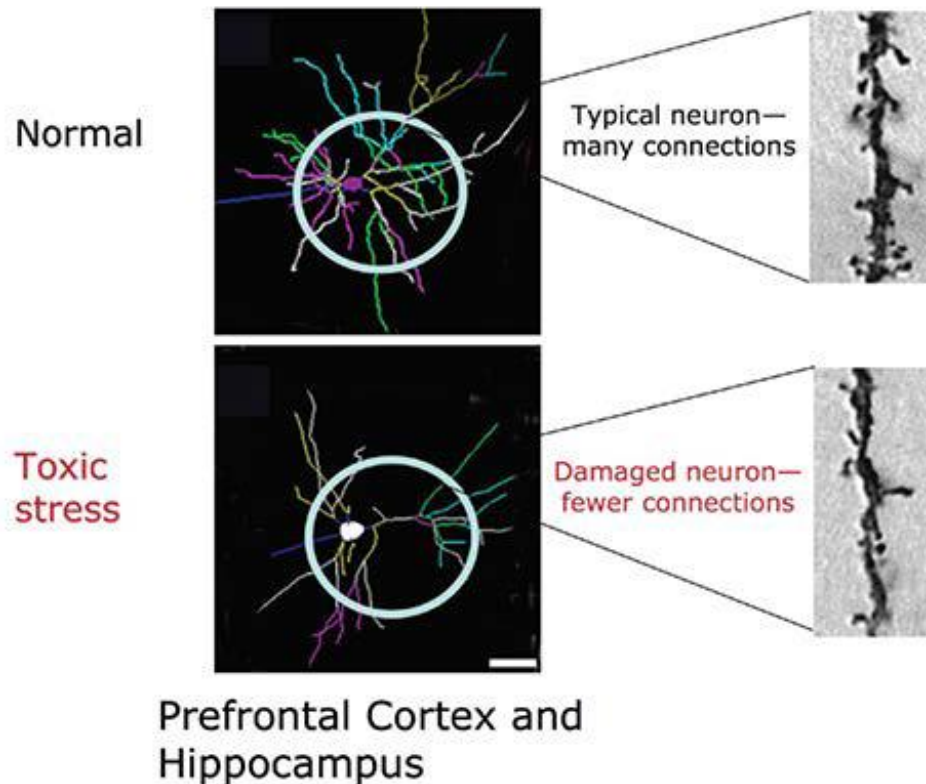 Normal
Typical neuron—
many connections
Toxic
stress
Damaged neuron—
fewer connections
Prefrontal Cortex and
Hippocampus